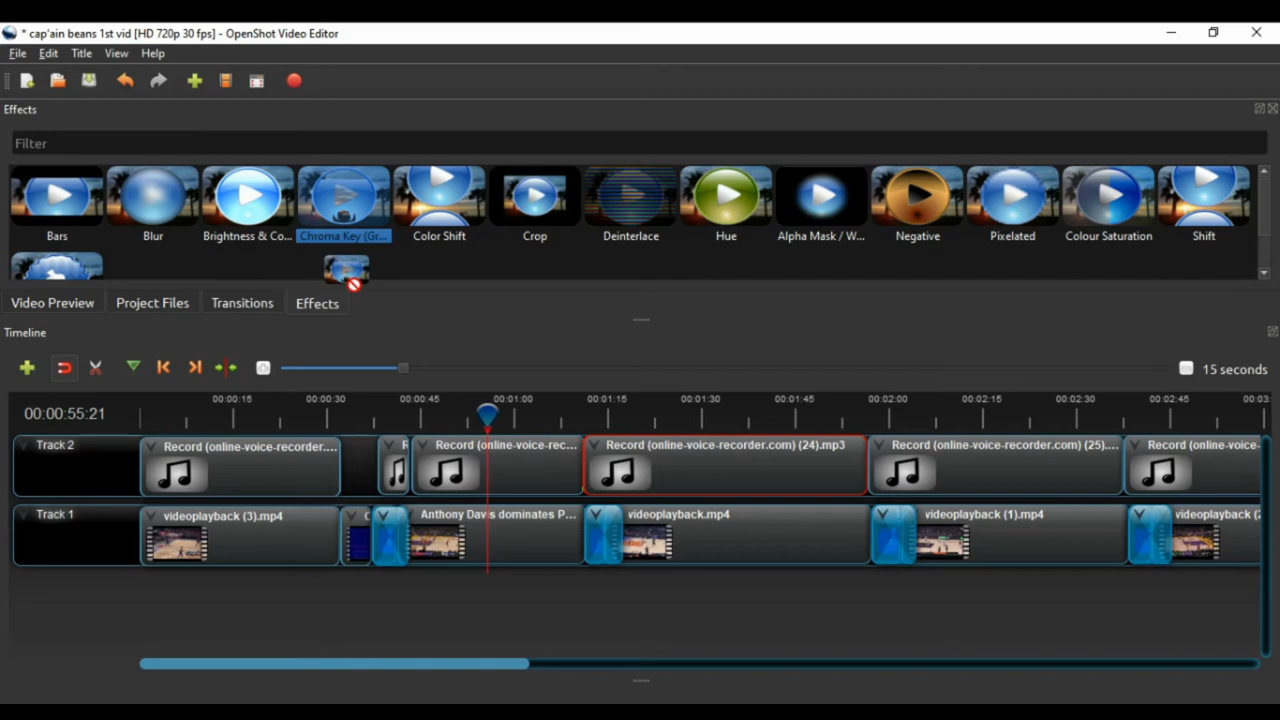 * cap'ain beans 1st vid [HD 720p 30 fps] - OpenShot Video Editor
File Edit Title View Help
Effects
Filter
Bars Blur Brightness & Co... Chroma Key (Gr... Color Shift Crop Deinterlace Hue Alpha Mask / W... Negative Pixelated Colour Saturation Shift
Video Preview Project Files Transitions Effects
Timeline
15 seconds
00:00:55:21
00:00:15 00:00:30 00:00:45 00:01:00 00:01:15 00:01:30 00:01:45 00:02:00 00:02:15 00:02:30 00:02:45 00:03:
Track 2 Record (online-voice-recorder.... R Record (online-voice-rec... Record (online-voice-recorder.com) (24).mp3 Record (online-voice-recorder.com) (25).... Record (online-voice-
Track 1 videoplayback (3).mp4 Anthony Davis dominates P... videoplayback.mp4 videoplayback (1).mp4 videoplayback (2